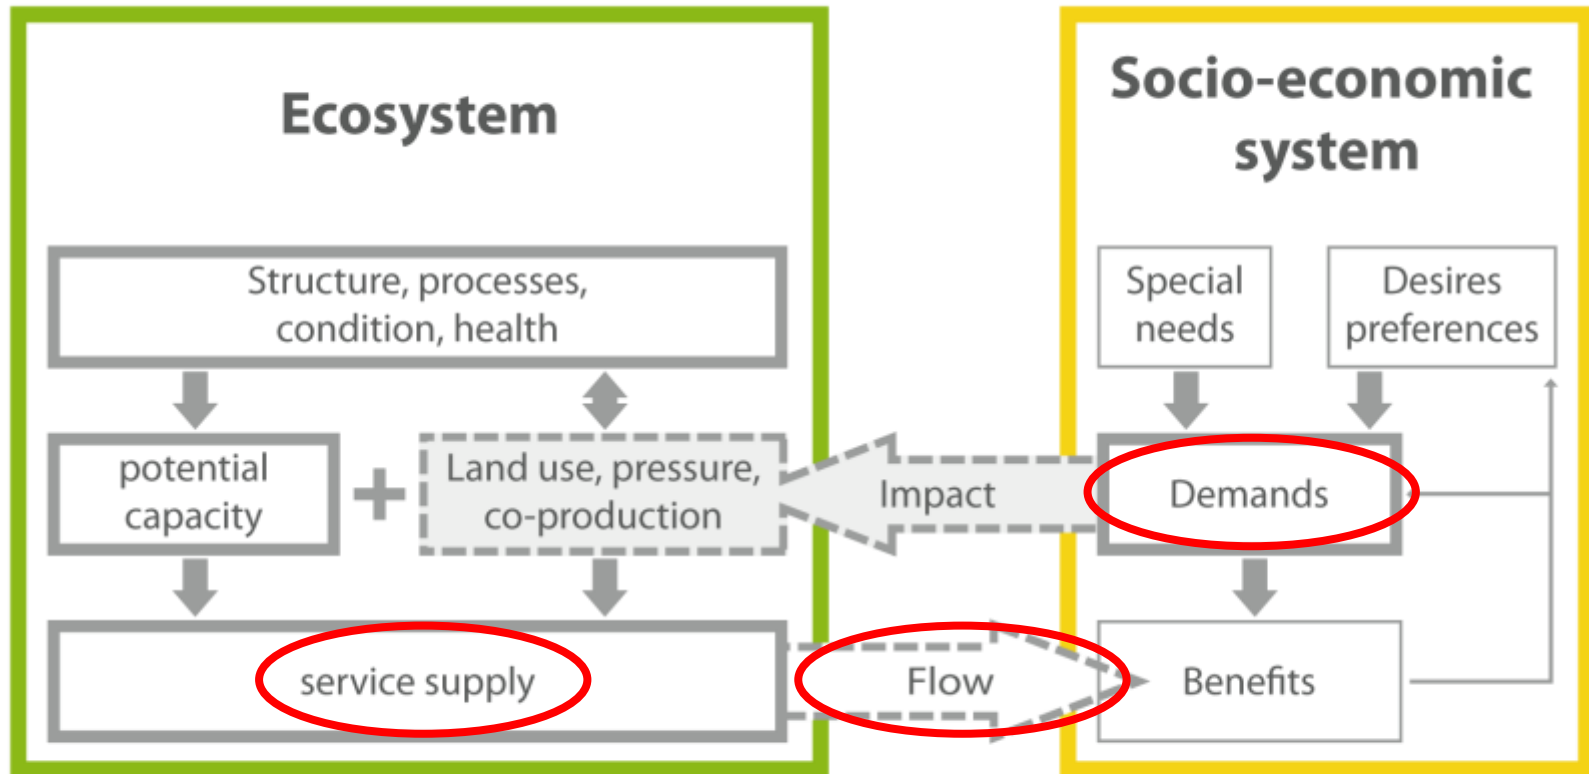 Ecosystem
Structure, processes,
condition, health
potential
capacity
Land use, pressure,
co-production
service supply
Impact
Flow
Socio-economic
system
Special
needs
Desires
preferences
Demands
Benefits